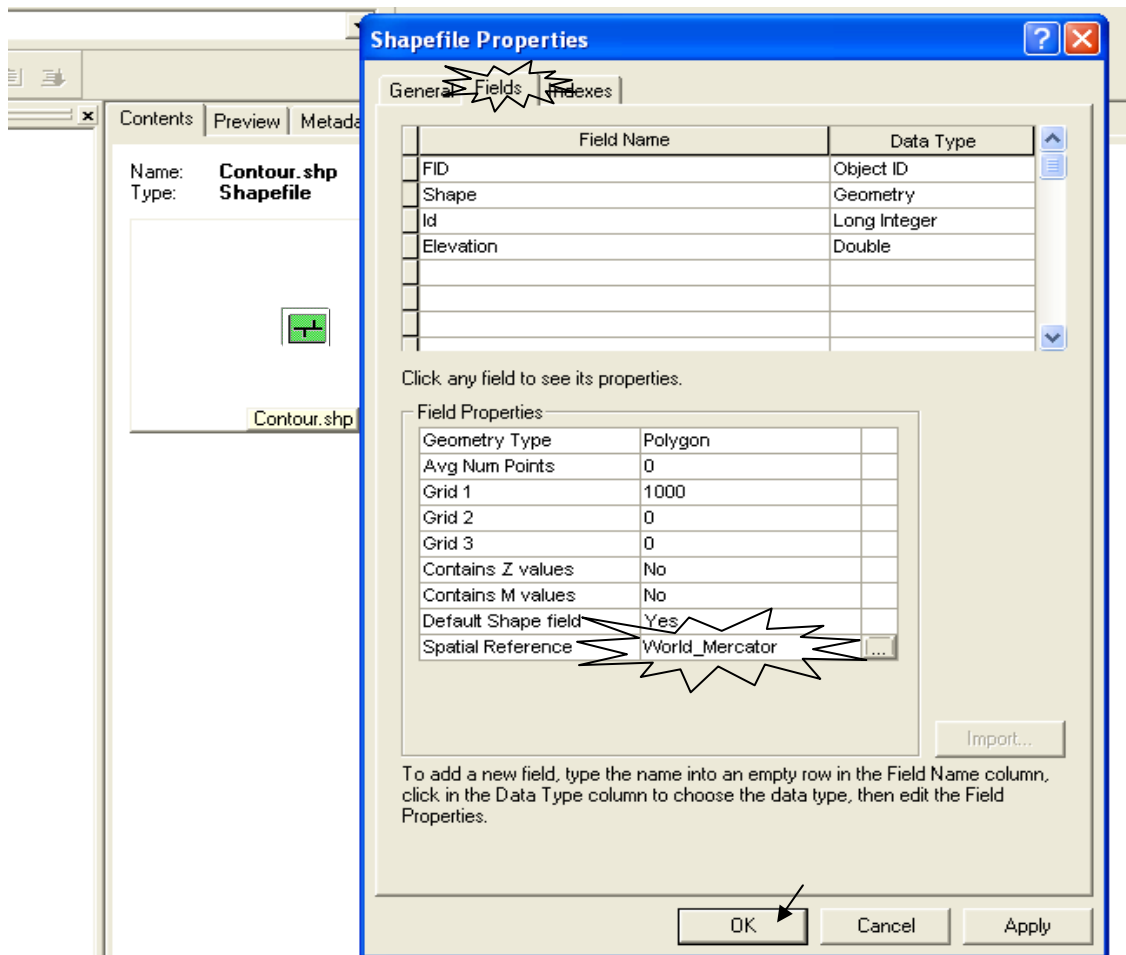 Shapefile Properties
General Fields Indexes
Contents Preview Metada
Name: Contour.shp
Type: Shapefile
Contour.shp
Field Name Data Type
FID Object ID
Shape Geometry
Id Long Integer
Elevation Double
Click any field to see its properties.
Field Properties
Geometry Type Polygon
Avg Num Points 0
Grid 1 1000
Grid 2 0
Grid 3 0
Contains Z values No
Contains M values No
Default Shape field Yes
Spatial Reference World_Mercator ...
Import...
To add a new field, type the name into an empty row in the Field Name column,
click in the Data Type column to choose the data type, then edit the Field
Properties.
OK Cancel Apply